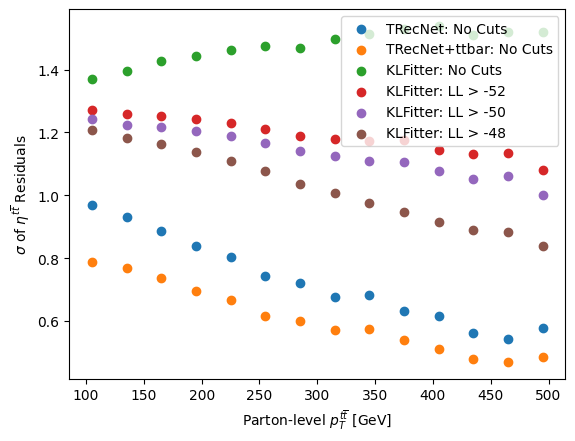 TRecNet: No Cuts
TRecNet+ttbar: No Cuts
KLFitter: No Cuts
KLFitter: LL > -52
KLFitter: LL > -50
KLFitter: LL > -48
σ of η^{tt̅} Residuals
1.4
1.2
1.0
0.8
0.6
100 150 200 250 300 350 400 450 500
Parton-level p_T^{tt̅} [GeV]